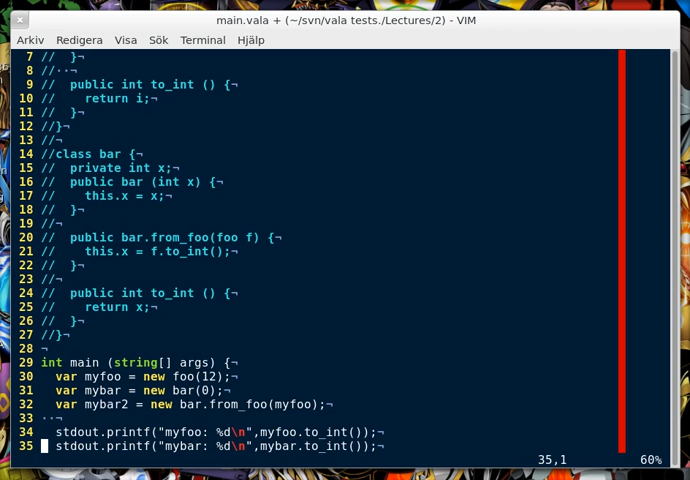 main.vala + (~/svn/vala tests./Lectures/2) - VIM
Arkiv Redigera Visa Sök Terminal Hjälp
7 //  }¬
8 //··¬
9 //  public int to_int () {¬
10 //    return i;¬
11 //  }¬
12 //}¬
13 //¬
14 //class bar {¬
15 //  private int x;¬
16 //  public bar (int x) {¬
17 //    this.x = x;¬
18 //  }¬
19 //¬
20 //  public bar.from_foo(foo f) {¬
21 //    this.x = f.to_int();¬
22 //  }¬
23 //¬
24 //  public int to_int () {¬
25 //    return x;¬
26 //  }¬
27 //}¬
28 ¬
29 int main (string[] args) {¬
30   var myfoo = new foo(12);¬
31   var mybar = new bar(0);¬
32   var mybar2 = new bar.from_foo(myfoo);¬
33 ··¬
34   stdout.printf("myfoo: %d\n",myfoo.to_int());¬
35   stdout.printf("mybar: %d\n",mybar.to_int());¬
35,1 60%